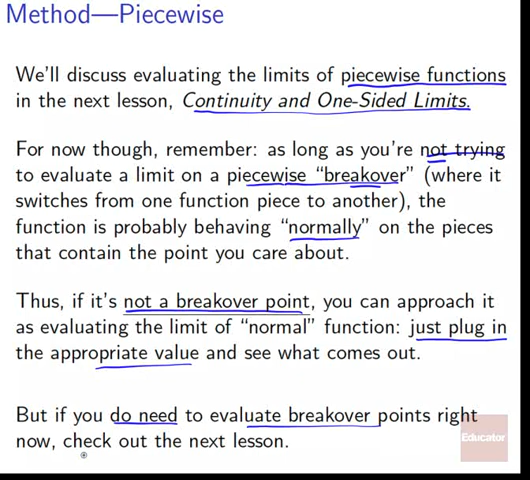 Method—Piecewise
We'll discuss evaluating the limits of piecewise functions
in the next lesson, Continuity and One-Sided Limits.
For now though, remember: as long as you're not trying
to evaluate a limit on a piecewise “breakover” (where it
switches from one function piece to another), the
function is probably behaving “normally” on the pieces
that contain the point you care about.
Thus, if it's not a breakover point, you can approach it
as evaluating the limit of “normal” function: just plug in
the appropriate value and see what comes out.
But if you do need to evaluate breakover points right
now, check out the next lesson.
Educator